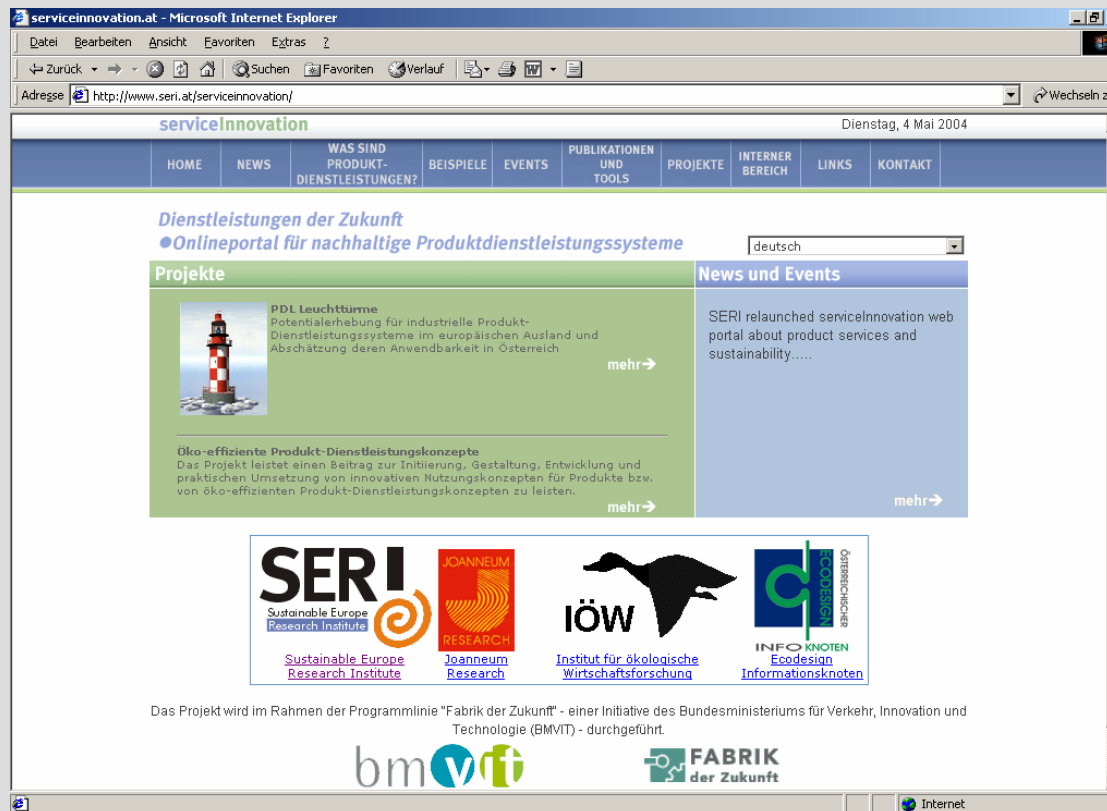 serviceinnovation.at - Microsoft Internet Explorer
Datei Bearbeiten Ansicht Favoriten Extras ?
Zurück Suchen Favoriten Verlauf
Adresse http://www.seri.at/serviceinnovation/ Wechseln z
serviceInnovation Dienstag, 4 Mai 2004
HOME NEWS WAS SIND PRODUKT-DIENSTLEISTUNGEN? BEISPIELE EVENTS PUBLIKATIONEN UND TOOLS PROJEKTE INTERNER BEREICH LINKS KONTAKT
Dienstleistungen der Zukunft
●Onlineportal für nachhaltige Produktdienstleistungssysteme
deutsch
Projekte
PDL Leuchttürme
Potentialerhebung für industrielle Produkt-
Dienstleistungssysteme im europäischen Ausland und
Abschätzung deren Anwendbarkeit in Österreich
mehr→
Öko-effiziente Produkt-Dienstleistungskonzepte
Das Projekt leistet einen Beitrag zur Initiierung, Gestaltung, Entwicklung und
praktischen Umsetzung von innovativen Nutzungskonzepten für Produkte bzw.
von öko-effizienten Produkt-Dienstleistungskonzepten zu leisten.
mehr→
News und Events
SERI relaunched serviceInnovation web
portal about product services and
sustainability.....
mehr→
SERI
Sustainable Europe
Research Institute
Sustainable Europe
Research Institute
JOANNEUM
RESEARCH
Joanneum
Research
IÖW
Institut für ökologische
Wirtschaftsforschung
ÖSTERREICHISCHER
ECODESIGN
INFO KNOTEN
Ecodesign
Informationsknoten
Das Projekt wird im Rahmen der Programmlinie "Fabrik der Zukunft" - einer Initiative des Bundesministeriums für Verkehr, Innovation und
Technologie (BMVIT) - durchgeführt.
bmvit
FABRIK
der Zukunft
Internet